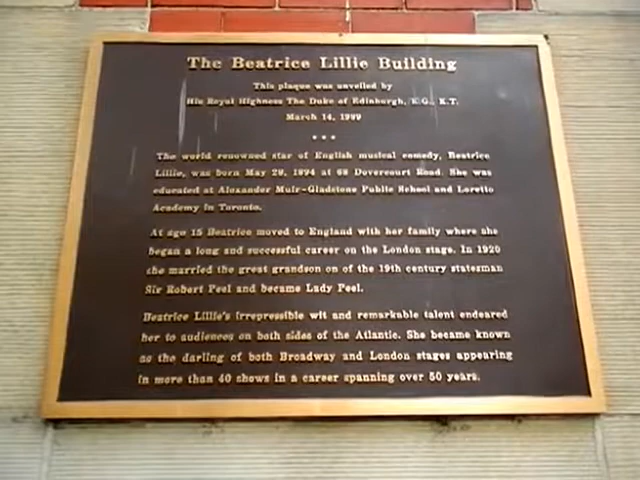 The Beatrice Lillie Building
This plaque was unveiled by
His Royal Highness The Duke of Edinburgh, K.G., K.T.
March 14, 1989
* * *
The world renowned star of English musical comedy, Beatrice
Lillie, was born May 29, 1894 at 68 Dovercourt Road. She was
educated at Alexander Muir-Gladstone Public School and Loretto
Academy in Toronto.
At age 15 Beatrice moved to England with her family where she
began a long and successful career on the London stage. In 1920
she married the great grandson on of the 19th century statesman
Sir Robert Peel and became Lady Peel.
Beatrice Lillie's irrepressible wit and remarkable talent endeared
her to audiences on both sides of the Atlantic. She became known
as the darling of both Broadway and London stages appearing
in more than 40 shows in a career spanning over 50 years.